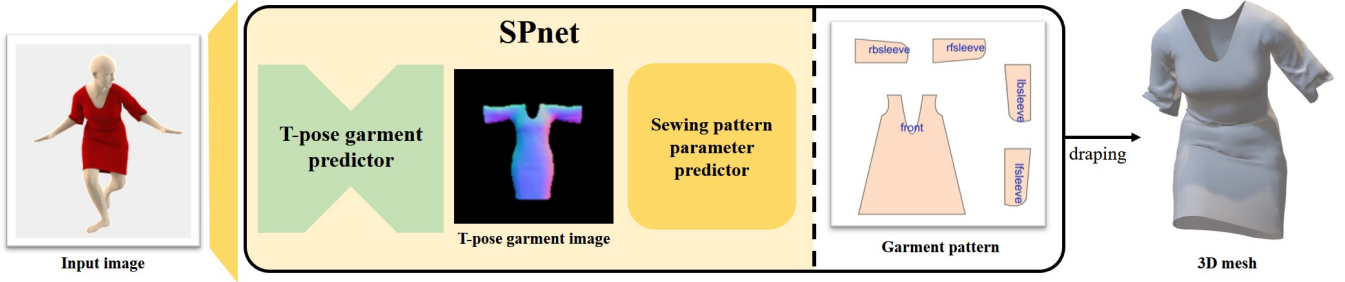 SPnet
T-pose garment
predictor
Sewing pattern
parameter
predictor
rbsleeve
rfsleeve
lbsleeve
front
lfsleeve
draping
Input image
T-pose garment image
Garment pattern
3D mesh